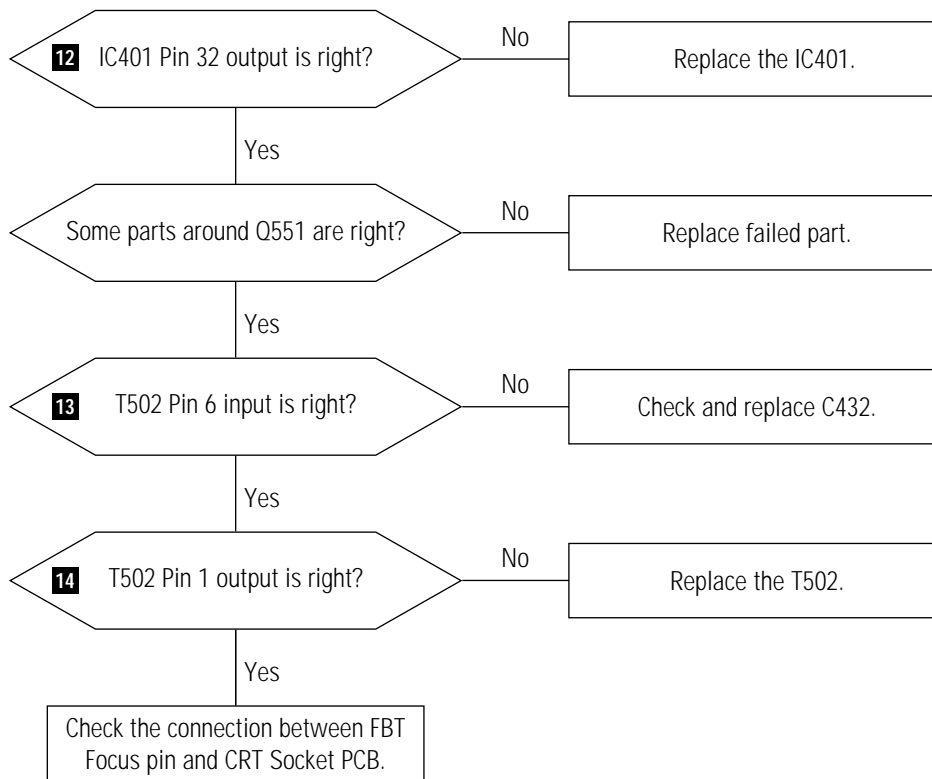 12 IC401 Pin 32 output is right?
No
Replace the IC401.
Yes
Some parts around Q551 are right?
No
Replace failed part.
Yes
13 T502 Pin 6 input is right?
No
Check and replace C432.
Yes
14 T502 Pin 1 output is right?
No
Replace the T502.
Yes
Check the connection between FBT
Focus pin and CRT Socket PCB.